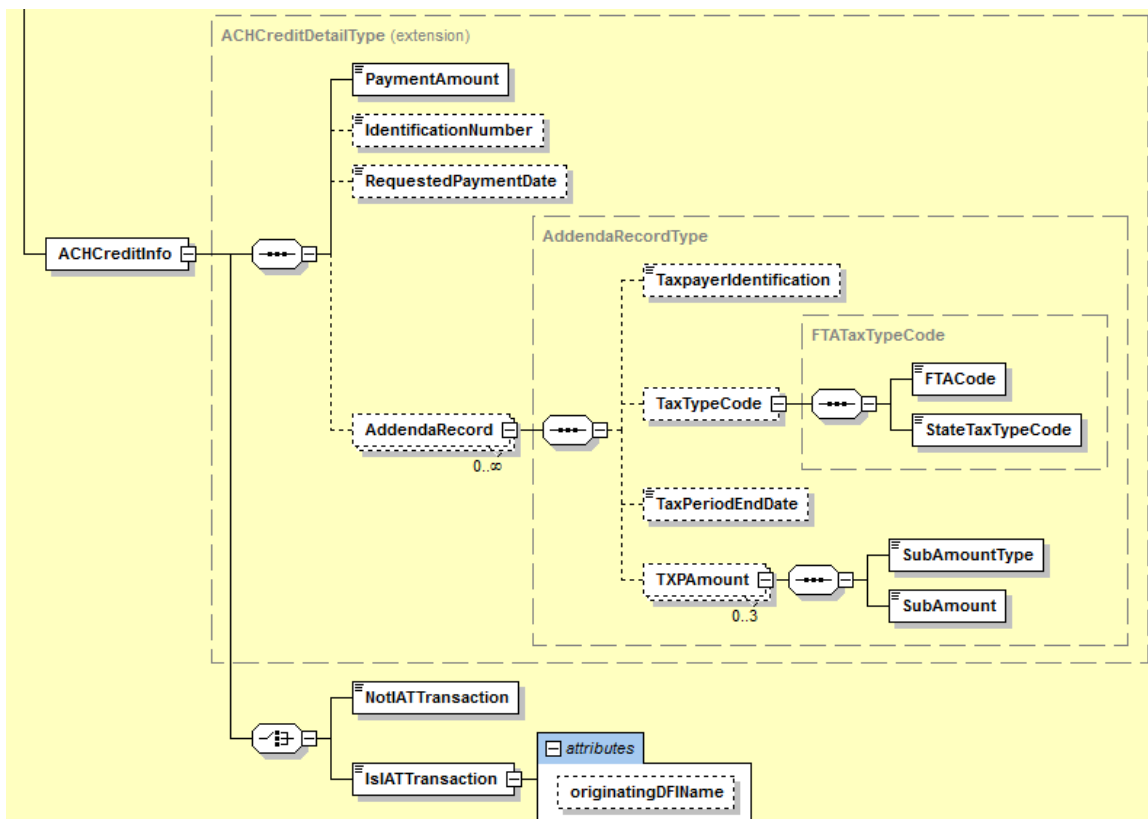 ACHCreditDetailType (extension)
PaymentAmount
IdentificationNumber
RequestedPaymentDate
AddendaRecordType
ACHCreditInfo
TaxpayerIdentification
FTATaxTypeCode
FTACode
TaxTypeCode
StateTaxTypeCode
AddendaRecord
0..∞
TaxPeriodEndDate
SubAmountType
TXPAmount
SubAmount
0..3
NotIATTransaction
attributes
IsIATTransaction
originatingDFIName